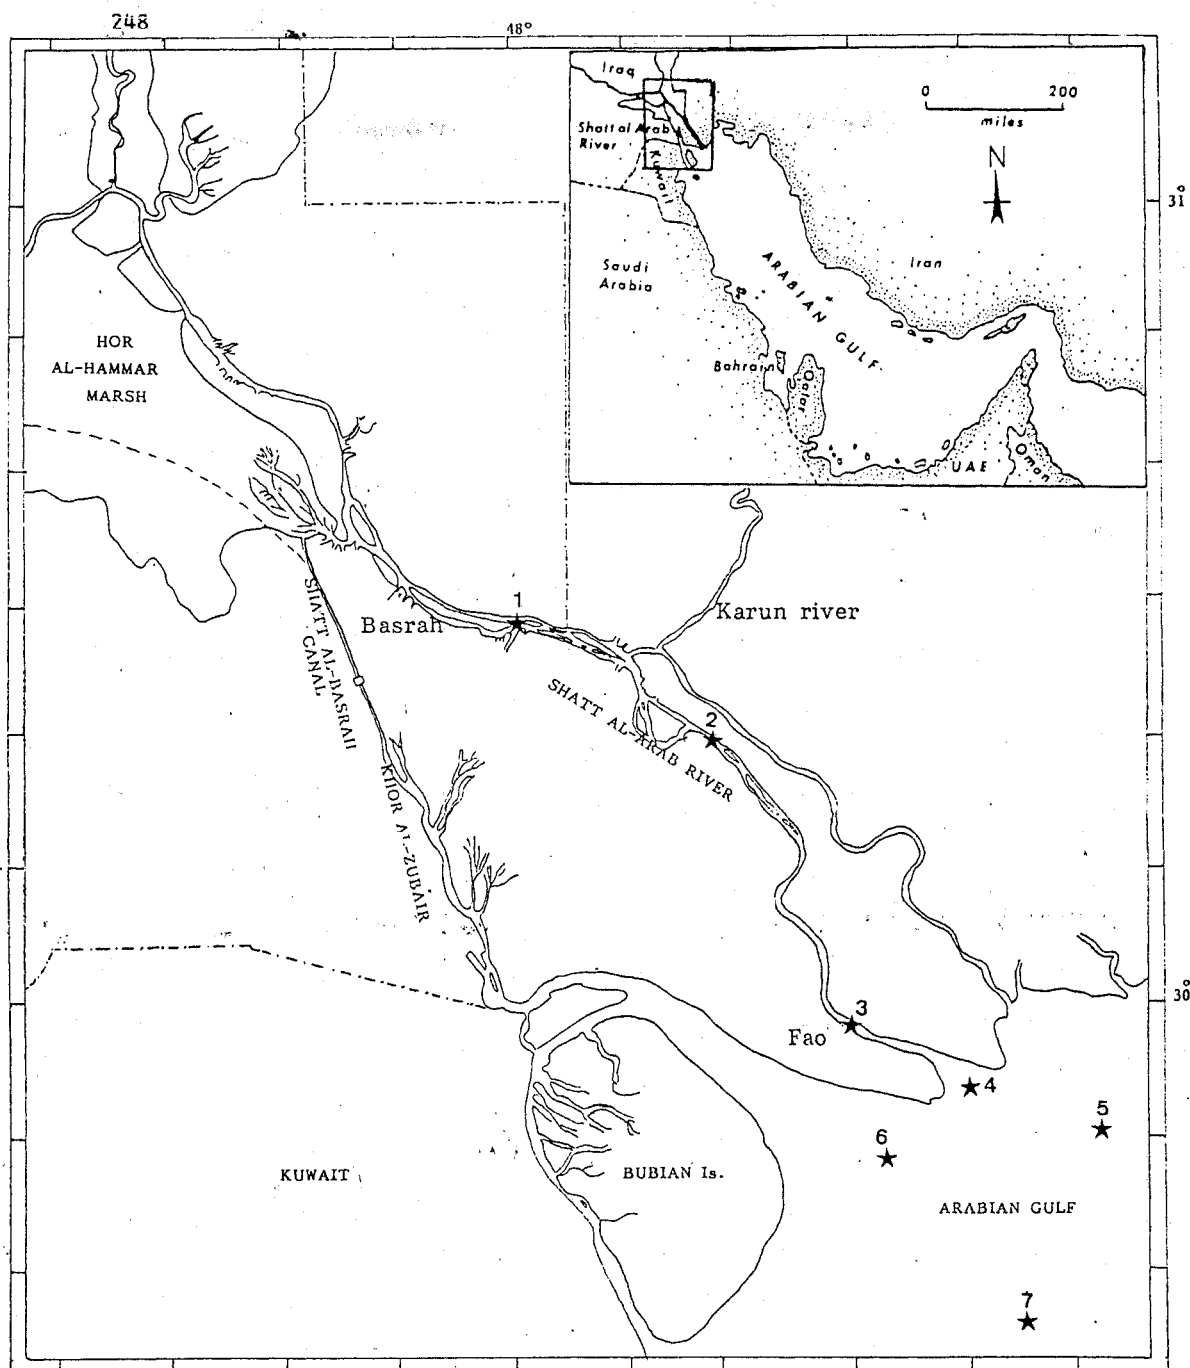 248
48°
Iraq
0 200
miles
Shatt al Arab
River
N
Kuwait
31°
Saudi
Arabia
Iran
ARABIAN GULF
HOR
AL-HAMMAR
MARSH
Bahrain
Qatar
UAE
Oman
1
Basrah
Karun river
SHATT AL-BASRAH
CANAL
SHATT AL-ARAB RIVER
2
KHOR AL-ZUBAIR
30°
3
Fao
4
5
6
KUWAIT
BUBIAN Is.
ARABIAN GULF
7